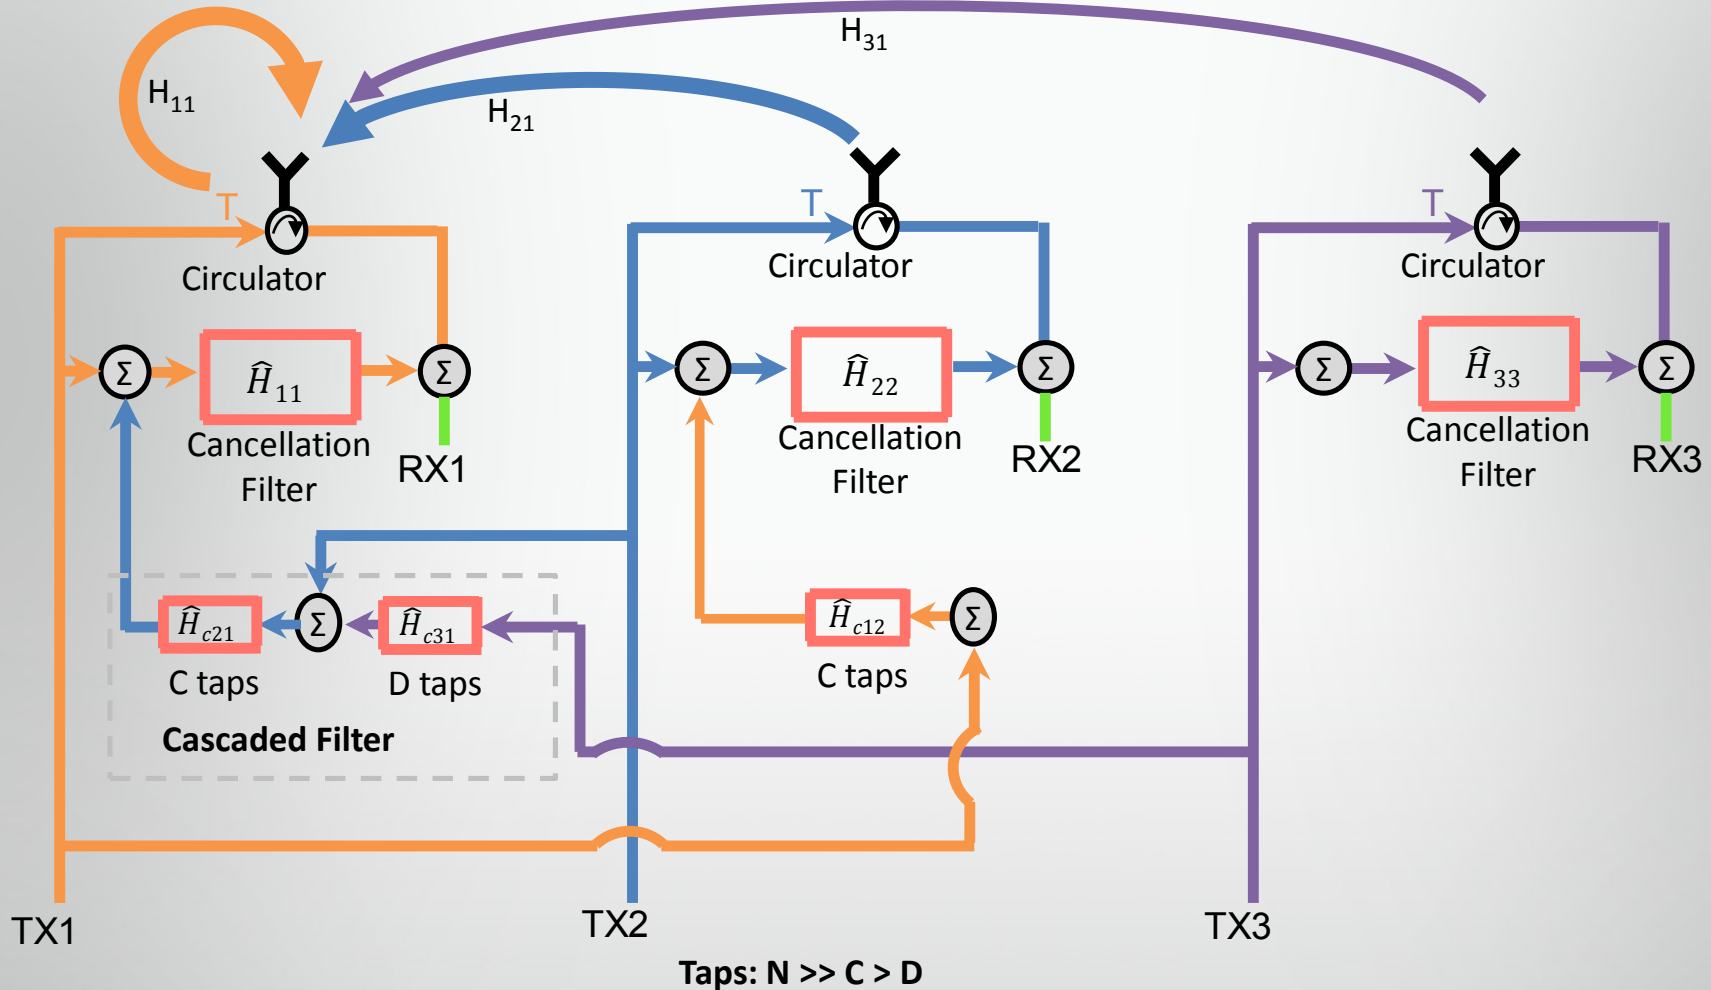 H31
H11
H21
T
T
T
Circulator
Circulator
Circulator
Σ
Ĥ11
Σ
Σ
Ĥ22
Σ
Σ
Ĥ33
Σ
Cancellation
Filter
RX1
Cancellation
Filter
RX2
Cancellation
Filter
RX3
Ĥc21
Σ
Ĥc31
Ĥc12
Σ
C taps
D taps
C taps
Cascaded Filter
TX1
TX2
TX3
Taps: N >> C > D